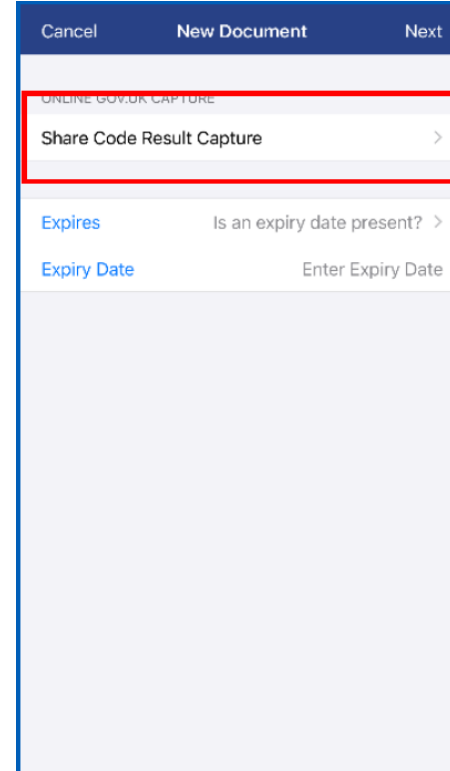 Cancel New Document Next
ONLINE GOV.UK CAPTURE
Share Code Result Capture
Expires Is an expiry date present?
Expiry Date Enter Expiry Date